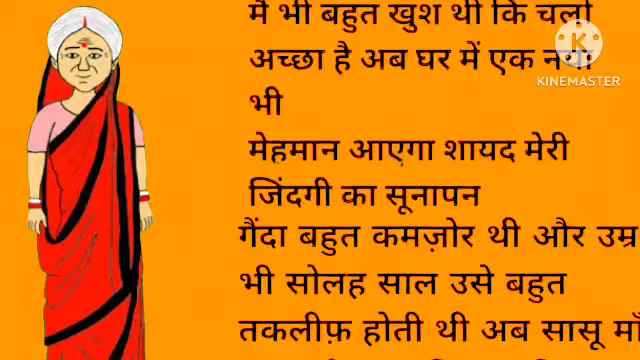 मै भी बहुत खुश थी कि चलो
अच्छा है अब घर में एक नया
भी
मेहमान आएगा शायद मेरी
जिंदगी का सूनापन
गैंदा बहुत कमज़ोर थी और उम्र
भी सोलह साल उसे बहुत
तकलीफ़ होती थी अब सासू माँ
KINEMASTER